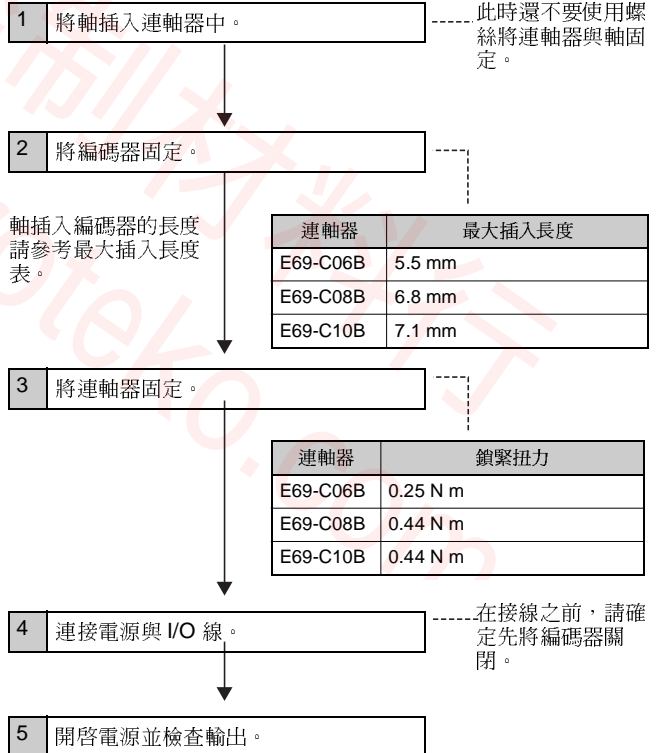 1 將軸插入連軸器中。
此時還不要使用螺
絲將連軸器與軸固
定。
2 將編碼器固定。
軸插入編碼器的長度
請參考最大插入長度
表。
連軸器 最大插入長度
E69-C06B 5.5 mm
E69-C08B 6.8 mm
E69-C10B 7.1 mm
3 將連軸器固定。
連軸器 鎖緊扭力
E69-C06B 0.25 N m
E69-C08B 0.44 N m
E69-C10B 0.44 N m
4 連接電源與 I/O 線。
在接線之前，請確
定先將編碼器關
閉。
5 開啓電源並檢查輸出。
制材料行
oteko.com